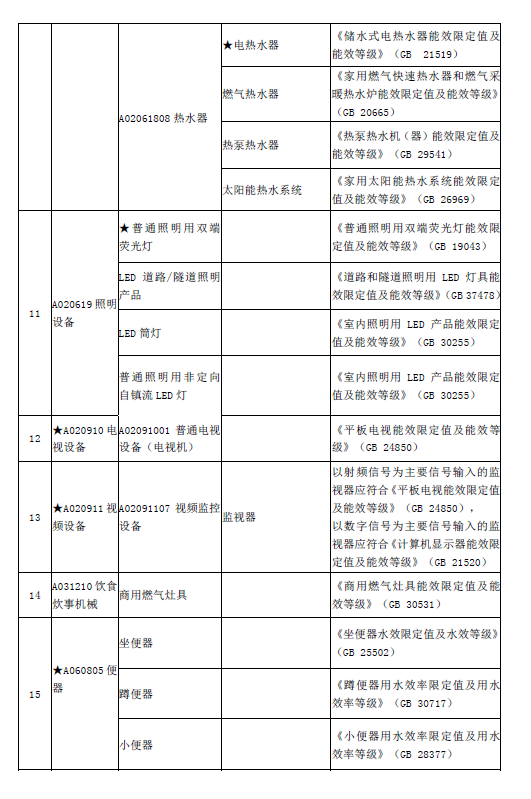 A02061808 热水器
★电热水器
《储水式电热水器能效限定值及
能效等级》（GB 21519）
燃气热水器
《家用燃气快速热水器和燃气采
暖热水炉能效限定值及能效等级》
（GB 20665）
热泵热水器
《热泵热水机（器）能效限定值及
能效等级》（GB 29541）
太阳能热水系统
《家用太阳能热水系统能效限定
值及能效等级》（GB 26969）
11
A020619 照明
设备
★普通照明用双端
荧光灯
《普通照明用双端荧光灯能效限
定值及能效等级》（GB 19043）
LED 道路/隧道照明
产品
《道路和隧道照明用 LED 灯具能
效限定值及能效等级》（GB 37478）
LED 筒灯
《室内照明用 LED 产品能效限定
值及能效等级》（GB 30255）
普通照明用非定向
自镇流 LED 灯
《室内照明用 LED 产品能效限定
值及能效等级》（GB 30255）
12
★A020910 电
视设备
A02091001 普通电视
设备（电视机）
《平板电视能效限定值及能效等
级》（GB 24850）
13
★A020911 视
频设备
A02091107 视频监控
设备
监视器
以射频信号为主要信号输入的监
视器应符合《平板电视能效限定值
及能效等级》（GB 24850），
以数字信号为主要信号输入的监
视器应符合《计算机显示器能效限
定值及能效等级》（GB 21520）
14
A031210 饮食
炊事机械
商用燃气灶具
《商用燃气灶具能效限定值及能
效等级》（GB 30531）
15
★A060805 便
器
坐便器
《坐便器水效限定值及水效等级》
（GB 25502）
蹲便器
《蹲便器用水效率限定值及用水
效率等级》（GB 30717）
小便器
《小便器用水效率限定值及用水
效率等级》（GB 28377）